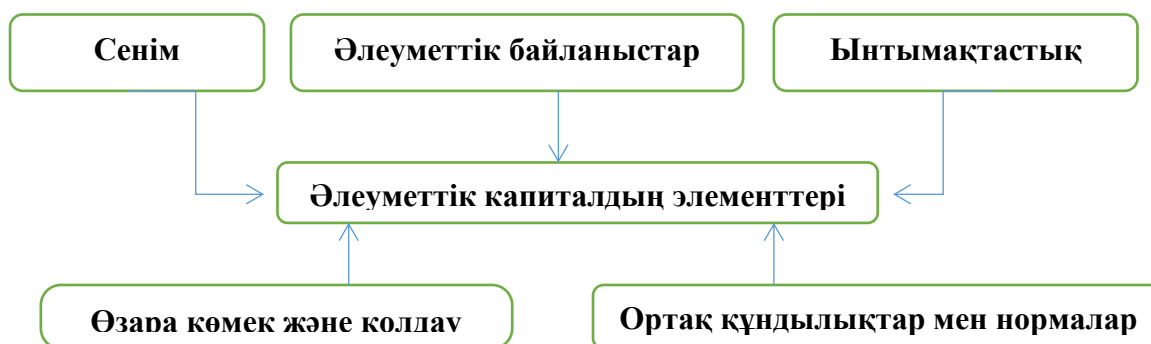 Сенім
Әлеуметтік байланыстар
Ынтымақтастық
Әлеуметтік капиталдың элементтері
Өзара көмек және қолдау
Ортақ құндылықтар мен нормалар